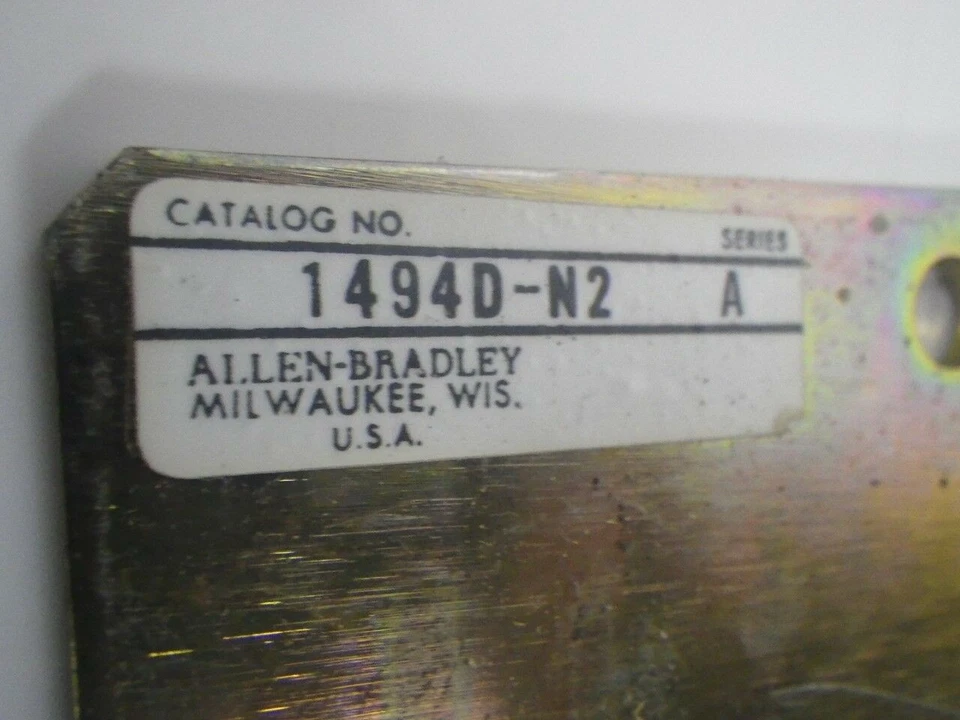 CATALOG NO. SERIES
1494D-N2 A
ALLEN-BRADLEY
MILWAUKEE, WIS.
U.S.A.